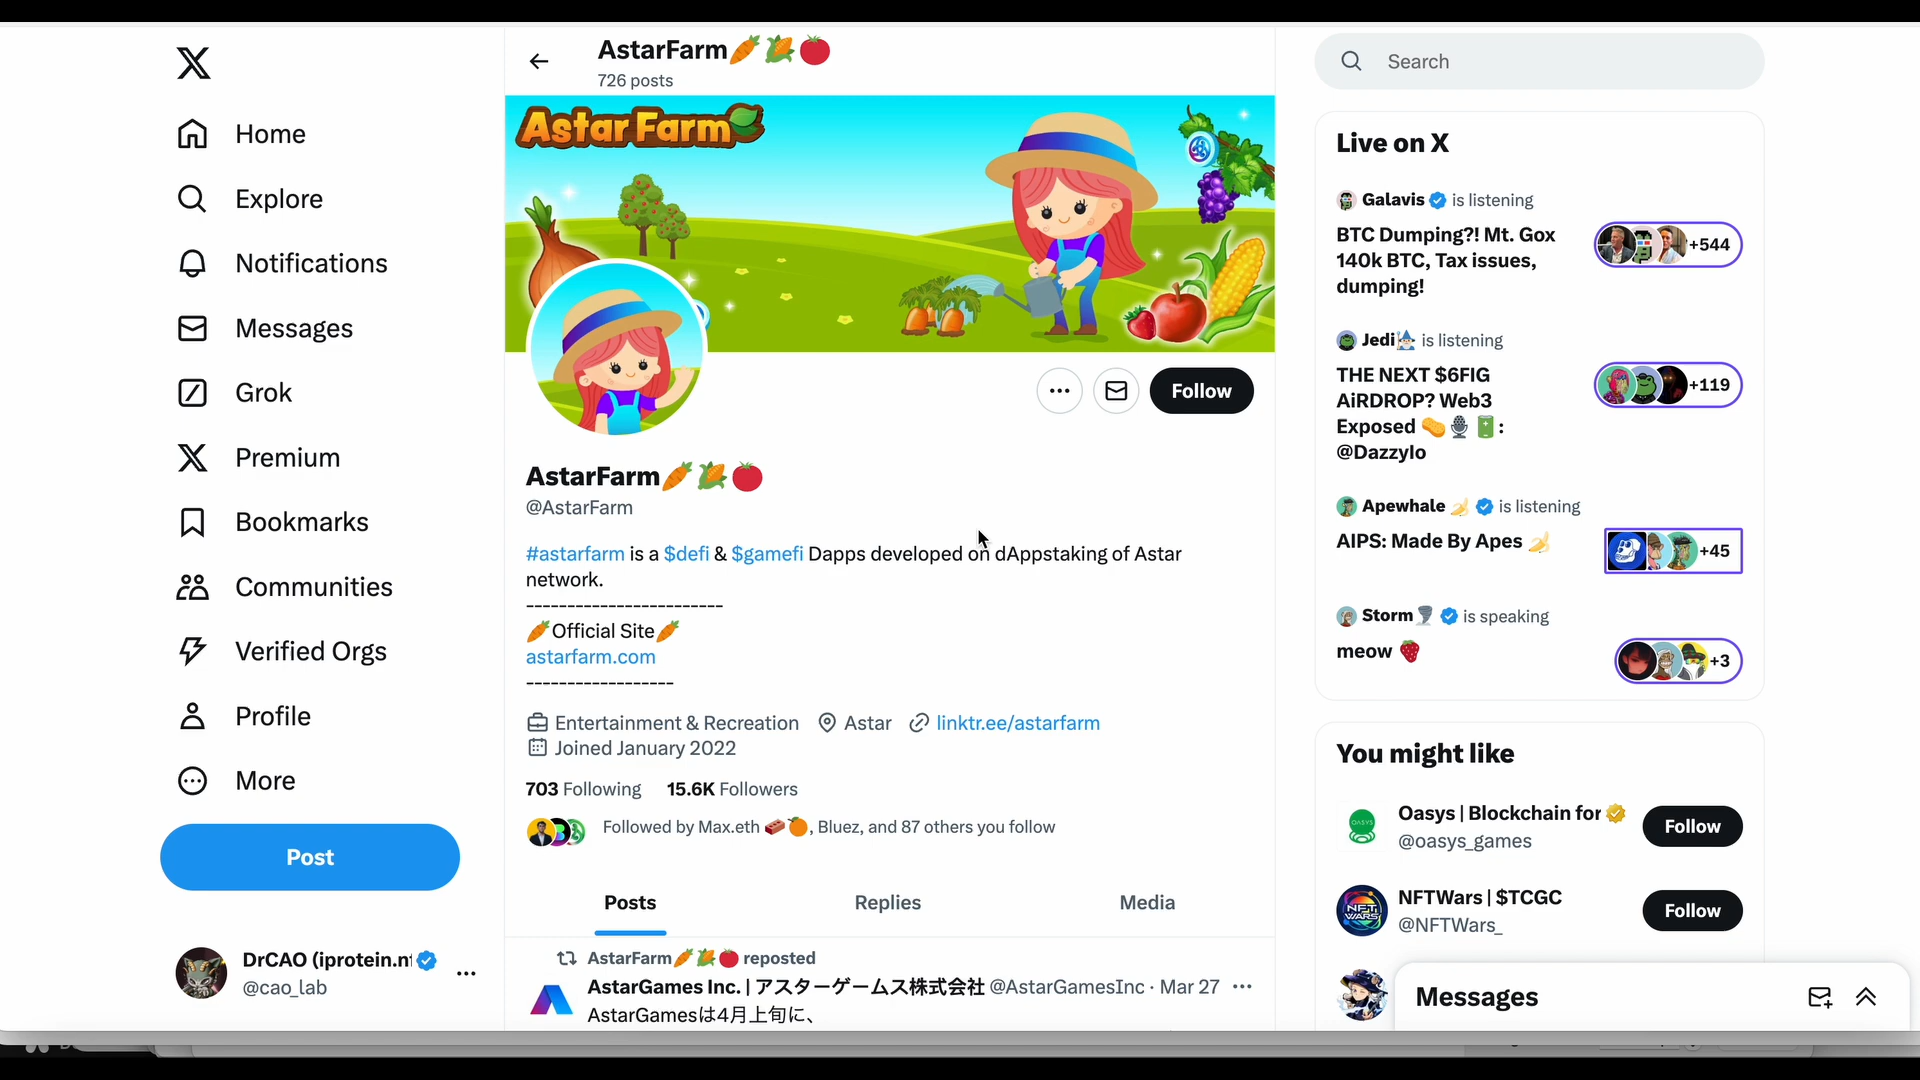 Home
Explore
Notifications
Messages
Grok
Premium
Bookmarks
Communities
Verified Orgs
Profile
More
Post
DrCAO (iprotein.n
@cao_lab
AstarFarm🥕🌽🍅
726 posts
Astar Farm
Follow
AstarFarm🥕🌽🍅
@AstarFarm
#astarfarm is a $defi & $gamefi Dapps developed on dAppstaking of Astar
network.
------------------------
🥕Official Site🥕
astarfarm.com
------------------
Entertainment & Recreation Astar linktr.ee/astarfarm
Joined January 2022
703 Following 15.6K Followers
Followed by Max.eth 🧱🍊, Bluez, and 87 others you follow
Posts Replies Media
AstarFarm🥕🌽🍅 reposted
AstarGames Inc. | アスターゲームス株式会社 @AstarGamesInc · Mar 27
AstarGamesは4月上旬に、
Search
Live on X
Galavis is listening
BTC Dumping?! Mt. Gox
140k BTC, Tax issues,
dumping!
+544
Jedi🧙‍♂️ is listening
THE NEXT $6FIG
AiRDROP? Web3
Exposed 🫓🎙️🔋:
@Dazzylo
+119
Apewhale 🍌 is listening
AIPS: Made By Apes 🍌
+45
Storm🌪️ is speaking
meow 🍓
+3
You might like
OASYS
Oasys | Blockchain for
@oasys_games
Follow
NFT WARS
NFTWars | $TCGC
@NFTWars_
Follow
Messages